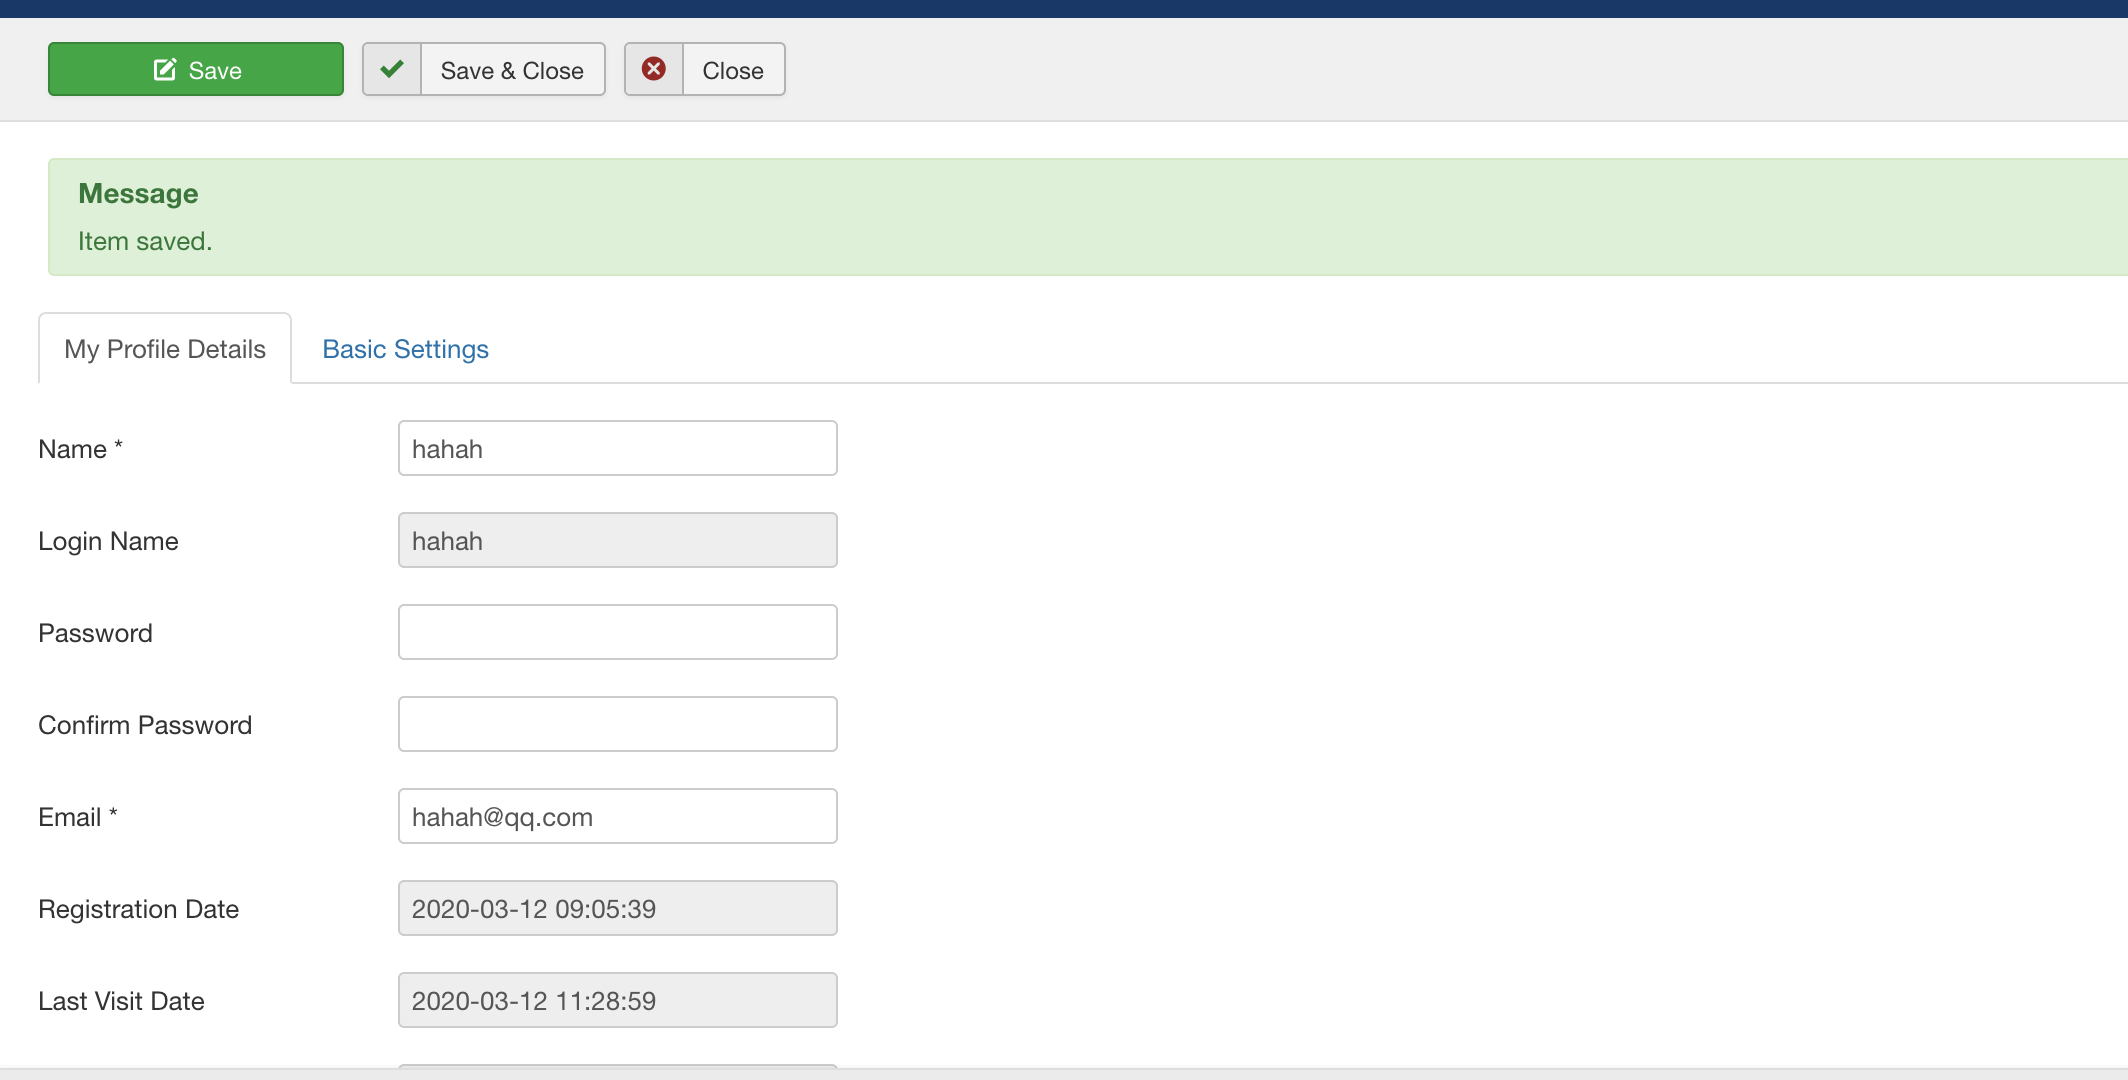 Save
Save & Close
Close
Message
Item saved.
My Profile Details
Basic Settings
Name *
hahah
Login Name
hahah
Password
Confirm Password
Email *
hahah@qq.com
Registration Date
2020-03-12 09:05:39
Last Visit Date
2020-03-12 11:28:59